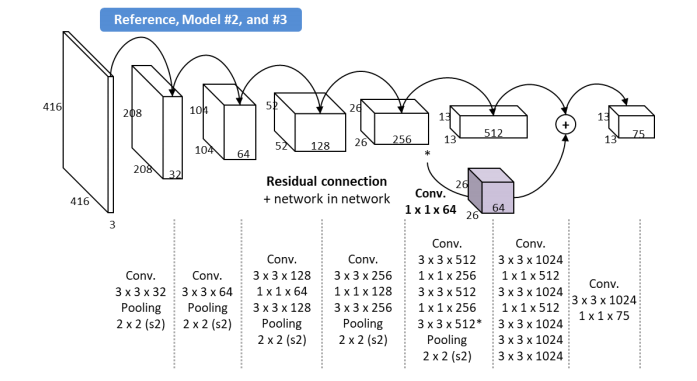 Reference, Model #2, and #3
416
416
3
208
208
32
104
104
64
52
52
128
26
26
256
*
13
13
512
+
13
13
75
Residual connection
+ network in network
Conv.
1 x 1 x 64
26
26
64
Conv.
3 x 3 x 32
Pooling
2 x 2 (s2)
Conv.
3 x 3 x 64
Pooling
2 x 2 (s2)
Conv.
3 x 3 x 128
1 x 1 x 64
3 x 3 x 128
Pooling
2 x 2 (s2)
Conv.
3 x 3 x 256
1 x 1 x 128
3 x 3 x 256
Pooling
2 x 2 (s2)
Conv.
3 x 3 x 512
1 x 1 x 256
3 x 3 x 512
1 x 1 x 256
3 x 3 x 512*
Pooling
2 x 2 (s2)
Conv.
3 x 3 x 1024
1 x 1 x 512
3 x 3 x 1024
1 x 1 x 512
3 x 3 x 1024
3 x 3 x 1024
3 x 3 x 1024
Conv.
3 x 3 x 1024
1 x 1 x 75